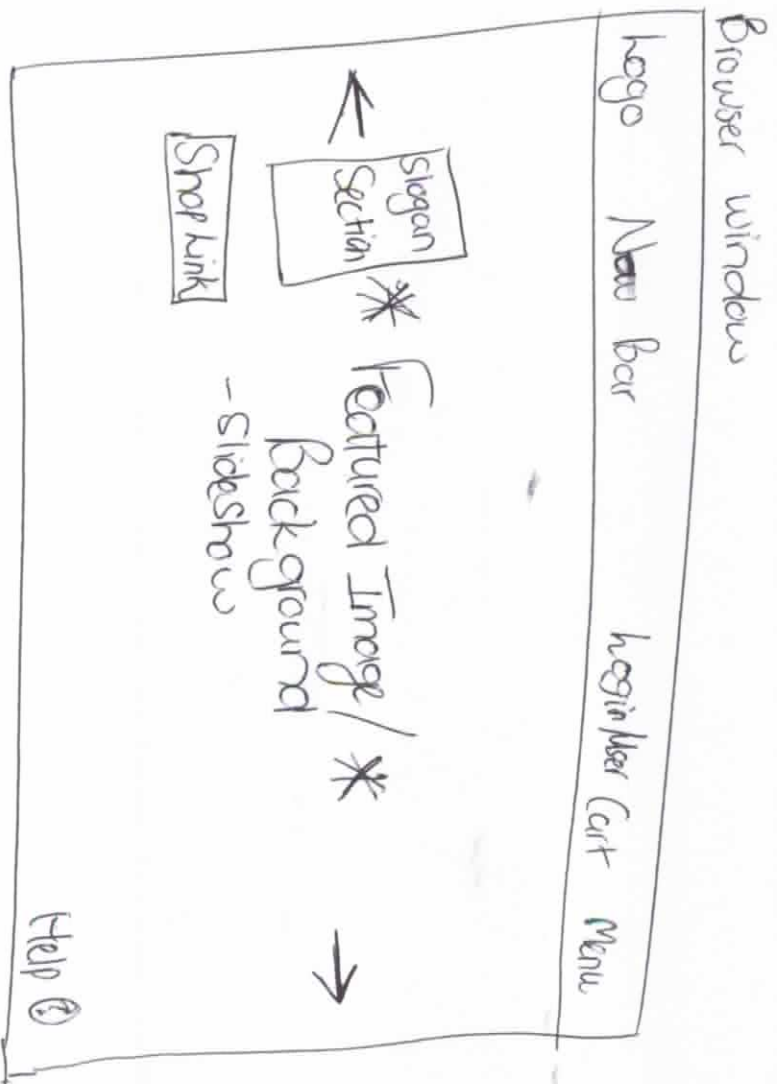 Browser window
Logo Nav Bar Login/User Cart Menu
Slogan
Section
* Featured Image/ *
Background
- Slideshow
Shop Link
Help ?